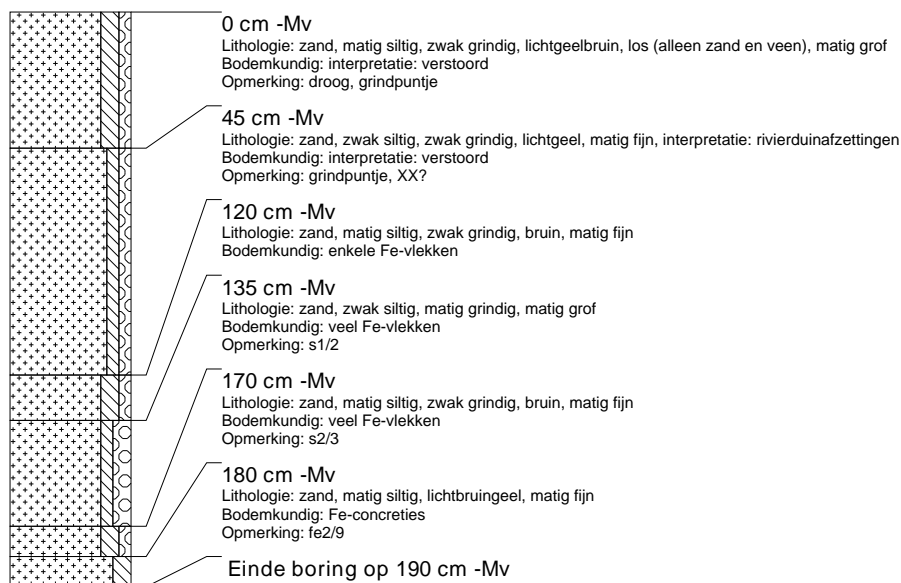 0 cm -Mv
Lithologie: zand, matig siltig, zwak grindig, lichtgeelbruin, los (alleen zand en veen), matig grof
Bodemkundig: interpretatie: verstoord
Opmerking: droog, grindpuntje
45 cm -Mv
Lithologie: zand, zwak siltig, zwak grindig, lichtgeel, matig fijn, interpretatie: rivierduinafzettingen
Bodemkundig: interpretatie: verstoord
Opmerking: grindpuntje, XX?
120 cm -Mv
Lithologie: zand, matig siltig, zwak grindig, bruin, matig fijn
Bodemkundig: enkele Fe-vlekken
135 cm -Mv
Lithologie: zand, zwak siltig, matig grindig, matig grof
Bodemkundig: veel Fe-vlekken
Opmerking: s1/2
170 cm -Mv
Lithologie: zand, matig siltig, zwak grindig, bruin, matig fijn
Bodemkundig: veel Fe-vlekken
Opmerking: s2/3
180 cm -Mv
Lithologie: zand, matig siltig, lichtbruingeel, matig fijn
Bodemkundig: Fe-concreties
Opmerking: fe2/9
Einde boring op 190 cm -Mv